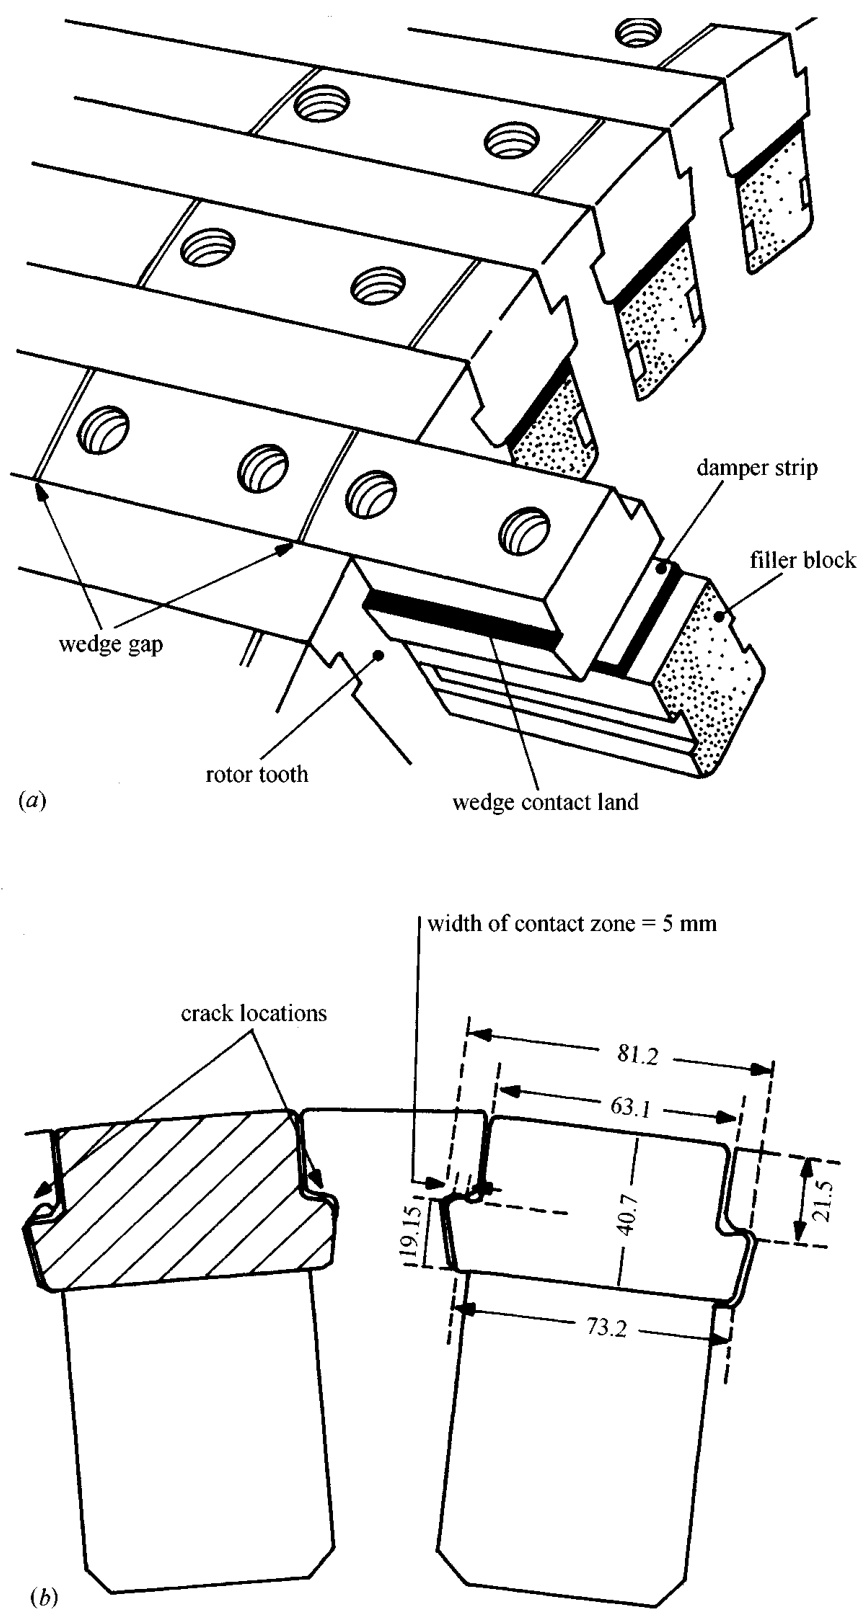 damper strip
filler block
wedge gap
rotor tooth
wedge contact land
(a)
width of contact zone = 5 mm
crack locations
81.2
63.1
40.7
21.5
19.15
73.2
(b)